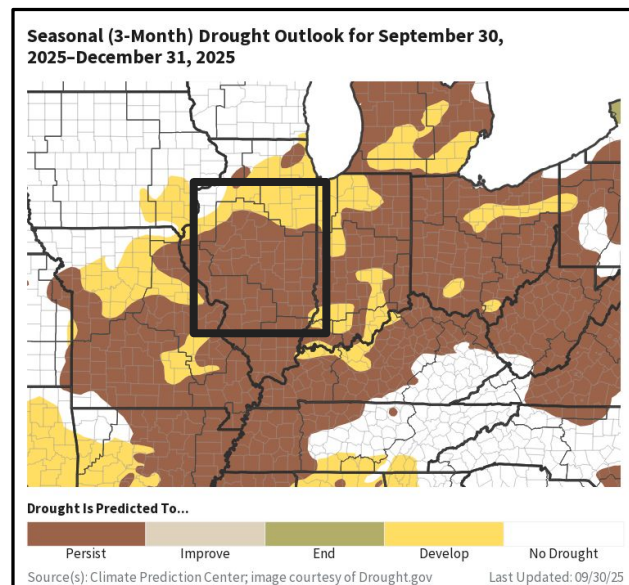 Seasonal (3-Month) Drought Outlook for September 30,
2025–December 31, 2025
Drought Is Predicted To...
Persist
Improve
End
Develop
No Drought
Source(s): Climate Prediction Center; image courtesy of Drought.gov
Last Updated: 09/30/25